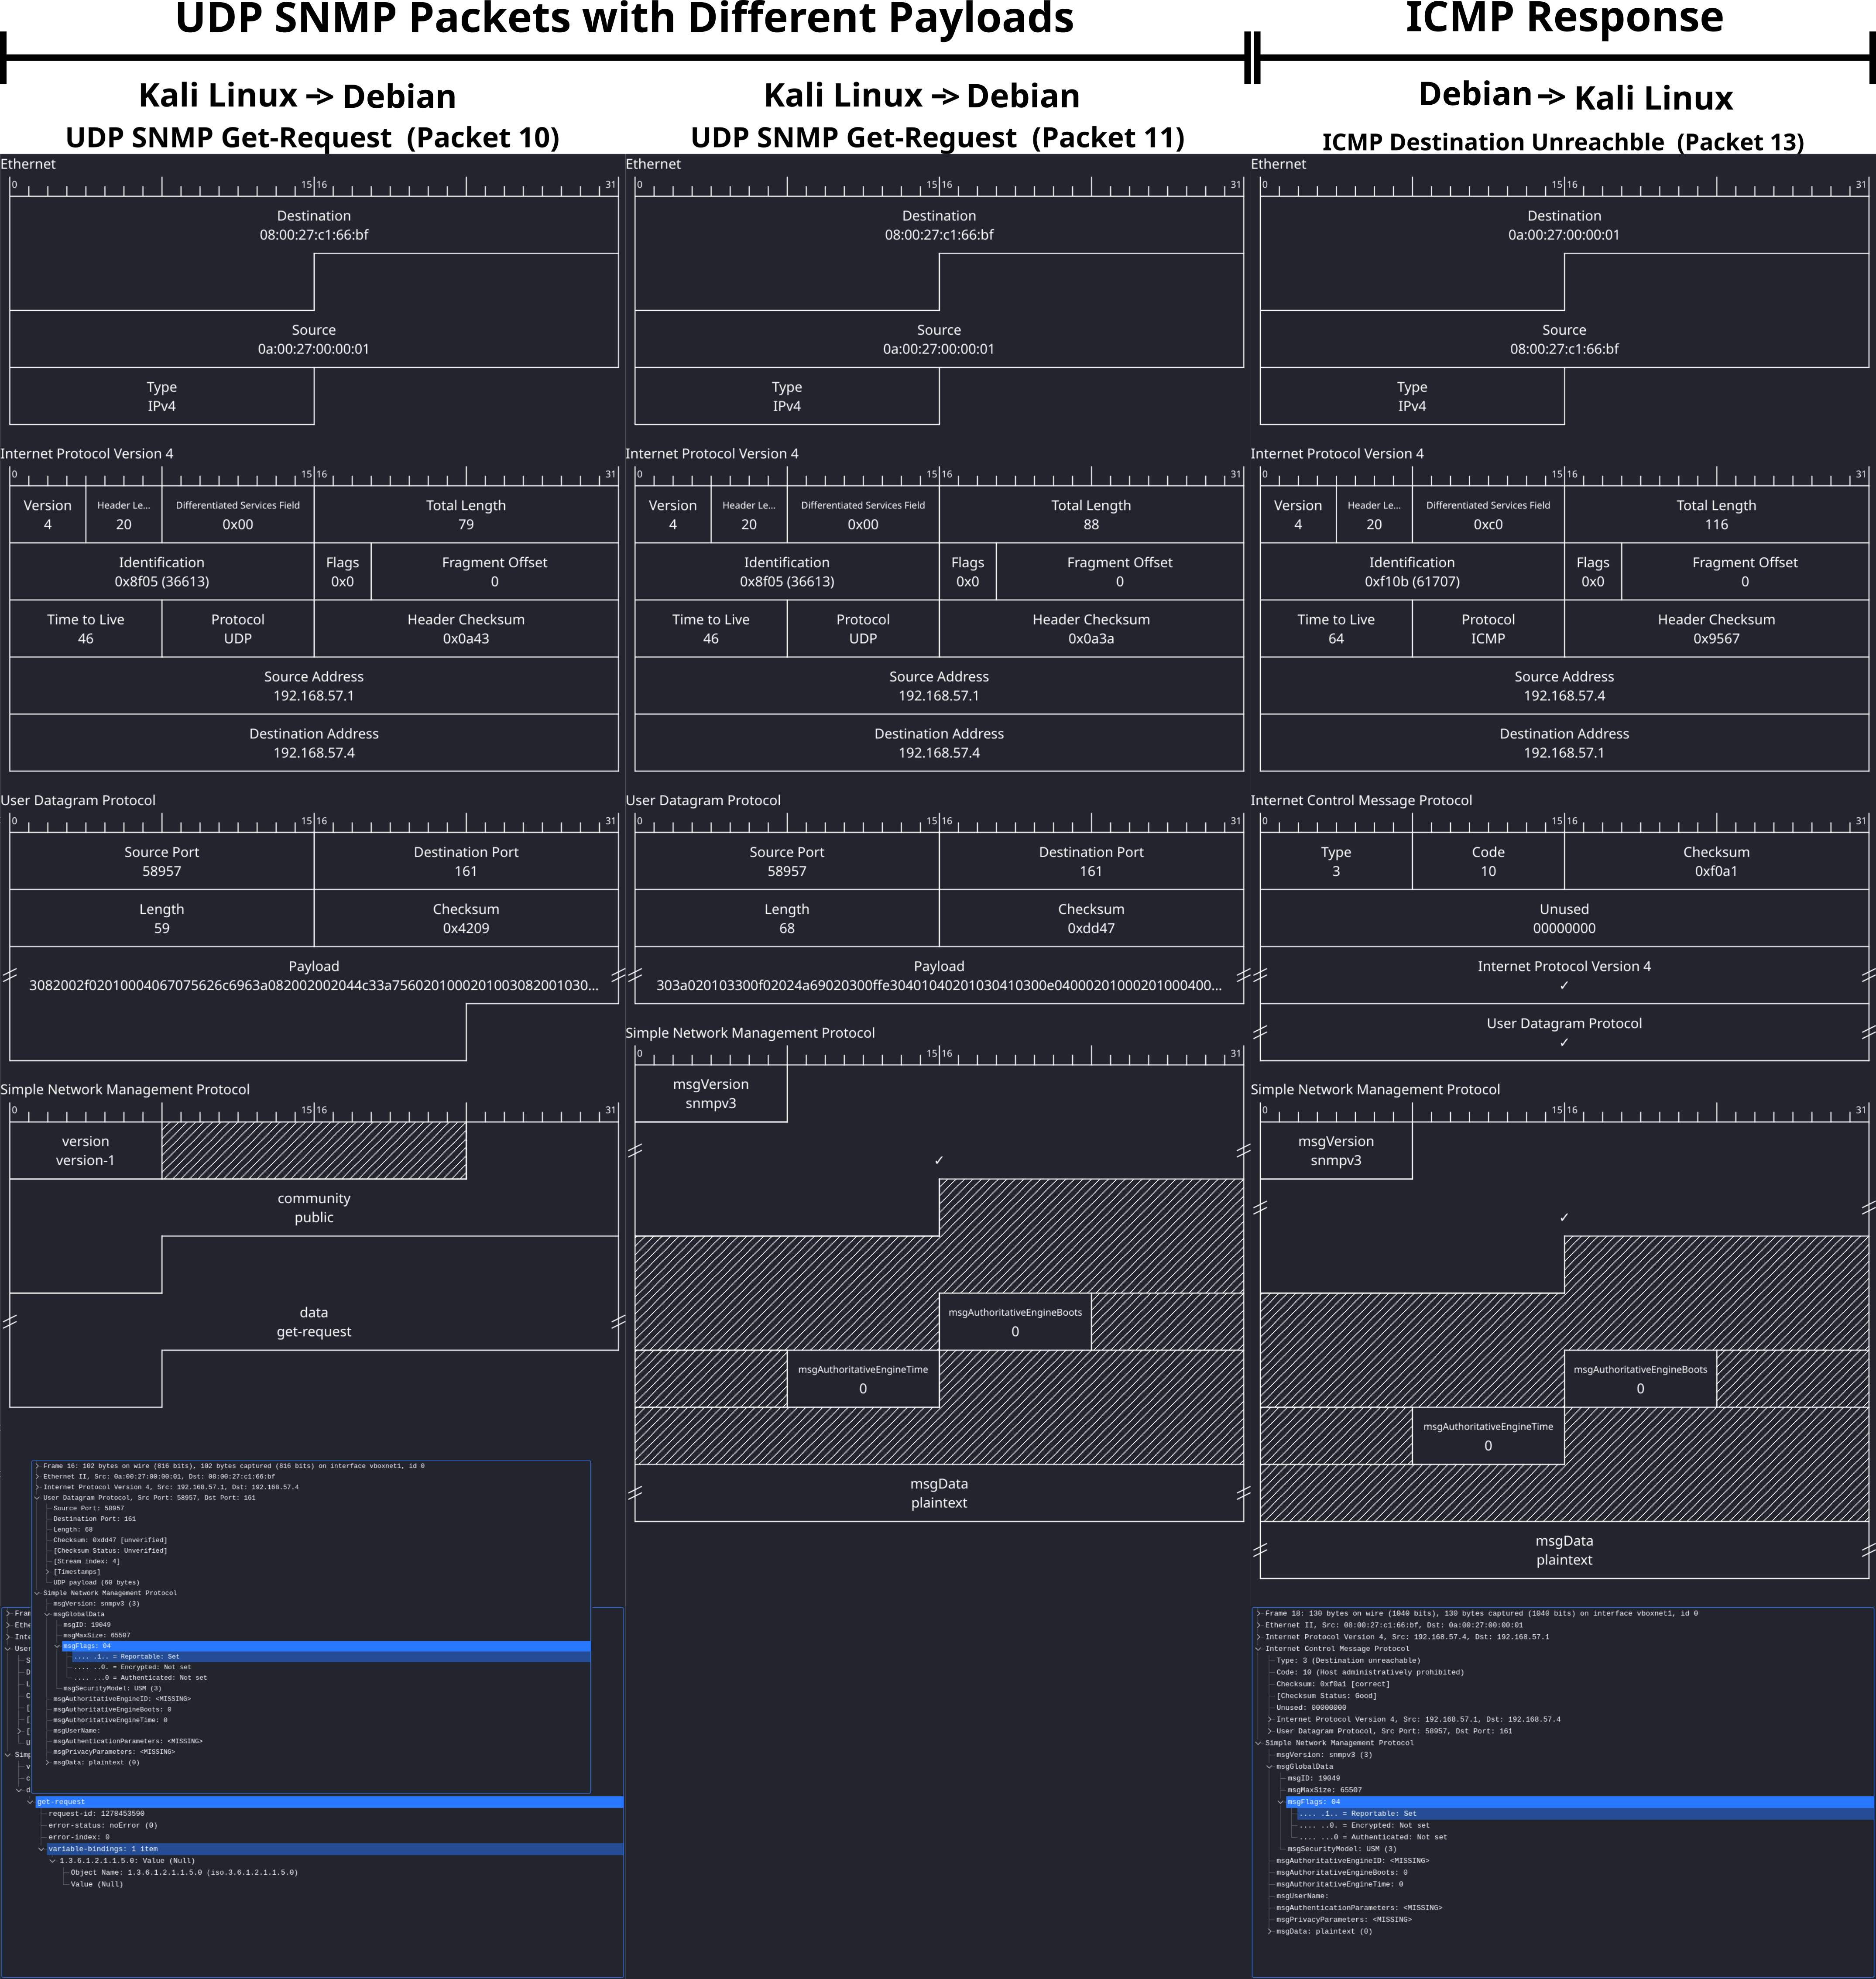 UDP SNMP Packets with Different Payloads
ICMP Response
Kali Linux –> Debian
UDP SNMP Get-Request (Packet 10)
Kali Linux –> Debian
UDP SNMP Get-Reguest (Packet 11)
Debian –> Kali Linux
ICMP Destination Unreachble (Packet 13)
Ethernet
0 15 16 31
Destination
08:00:27:c1:66:bf
Source
0a:00:27:00:00:01
Type
IPv4
Internet Protocol Version 4
0 15 16 31
Version Header Le... Differentiated Services Field Total Length
4 20 0x00 79
Identification Flags Fragment Offset
0x8f05 (36613) 0x0 0
Time to Live Protocol Header Checksum
46 UDP 0x0a43
Source Address
192.168.57.1
Destination Address
192.168.57.4
User Datagram Protocol
0 15 16 31
Source Port Destination Port
58957 161
Length Checksum
59 0x4209
Payload
3082002f02010004067075626c6963a082002002044c33a7560201000201003082001030...
Simple Network Management Protocol
0 15 16 31
version
version-1
community
public
data
get-request
Frame 16: 102 bytes on wire (816 bits), 102 bytes captured (816 bits) on interface vboxnet1, id 0
Ethernet II, Src: 0a:00:27:00:00:01, Dst: 08:00:27:c1:66:bf
Internet Protocol Version 4, Src: 192.168.57.1, Dst: 192.168.57.4
User Datagram Protocol, Src Port: 58957, Dst Port: 161
Source Port: 58957
Destination Port: 161
Length: 68
Checksum: 0xdd47 [unverified]
[Checksum Status: Unverified]
[Stream index: 4]
[Timestamps]
UDP payload (60 bytes)
Simple Network Management Protocol
msgVersion: snmpv3 (3)
msgGlobalData
msgID: 19049
msgMaxSize: 65507
msgFlags: 04
.... .1.. = Reportable: Set
.... ..0. = Encrypted: Not set
.... ...0 = Authenticated: Not set
msgSecurityModel: USM (3)
msgAuthoritativeEngineID: <MISSING>
msgAuthoritativeEngineBoots: 0
msgAuthoritativeEngineTime: 0
msgUserName:
msgAuthenticationParameters: <MISSING>
msgPrivacyParameters: <MISSING>
msgData: plaintext (0)
get-request
request-id: 1278453590
error-status: noError (0)
error-index: 0
variable-bindings: 1 item
1.3.6.1.2.1.1.5.0: Value (Null)
Object Name: 1.3.6.1.2.1.1.5.0 (iso.3.6.1.2.1.1.5.0)
Value (Null)
Ethernet
0 15 16 31
Destination
08:00:27:c1:66:bf
Source
0a:00:27:00:00:01
Type
IPv4
Internet Protocol Version 4
0 15 16 31
Version Header Le... Differentiated Services Field Total Length
4 20 0x00 88
Identification Flags Fragment Offset
0x8f05 (36613) 0x0 0
Time to Live Protocol Header Checksum
46 UDP 0x0a3a
Source Address
192.168.57.1
Destination Address
192.168.57.4
User Datagram Protocol
0 15 16 31
Source Port Destination Port
58957 161
Length Checksum
68 0xdd47
Payload
303a020103300f02024a69020300ffe30401040201030410300e04000201000201000400...
Simple Network Management Protocol
0 15 16 31
msgVersion
snmpv3
✓
msgAuthoritativeEngineBoots
0
msgAuthoritativeEngineTime
0
msgData
plaintext
Ethernet
0 15 16 31
Destination
0a:00:27:00:00:01
Source
08:00:27:c1:66:bf
Type
IPv4
Internet Protocol Version 4
0 15 16 31
Version Header Le... Differentiated Services Field Total Length
4 20 0xc0 116
Identification Flags Fragment Offset
0xf10b (61707) 0x0 0
Time to Live Protocol Header Checksum
64 ICMP 0x9567
Source Address
192.168.57.4
Destination Address
192.168.57.1
Internet Control Message Protocol
0 15 16 31
Type Code Checksum
3 10 0xf0a1
Unused
00000000
Internet Protocol Version 4
✓
User Datagram Protocol
✓
Simple Network Management Protocol
0 15 16 31
msgVersion
snmpv3
✓
msgAuthoritativeEngineBoots
0
msgAuthoritativeEngineTime
0
msgData
plaintext
Frame 18: 130 bytes on wire (1040 bits), 130 bytes captured (1040 bits) on interface vboxnet1, id 0
Ethernet II, Src: 08:00:27:c1:66:bf, Dst: 0a:00:27:00:00:01
Internet Protocol Version 4, Src: 192.168.57.4, Dst: 192.168.57.1
Internet Control Message Protocol
Type: 3 (Destination unreachable)
Code: 10 (Host administratively prohibited)
Checksum: 0xf0a1 [correct]
[Checksum Status: Good]
Unused: 00000000
Internet Protocol Version 4, Src: 192.168.57.1, Dst: 192.168.57.4
User Datagram Protocol, Src Port: 58957, Dst Port: 161
Simple Network Management Protocol
msgVersion: snmpv3 (3)
msgGlobalData
msgID: 19049
msgMaxSize: 65507
msgFlags: 04
.... .1.. = Reportable: Set
.... ..0. = Encrypted: Not set
.... ...0 = Authenticated: Not set
msgSecurityModel: USM (3)
msgAuthoritativeEngineID: <MISSING>
msgAuthoritativeEngineBoots: 0
msgAuthoritativeEngineTime: 0
msgUserName:
msgAuthenticationParameters: <MISSING>
msgPrivacyParameters: <MISSING>
msgData: plaintext (0)